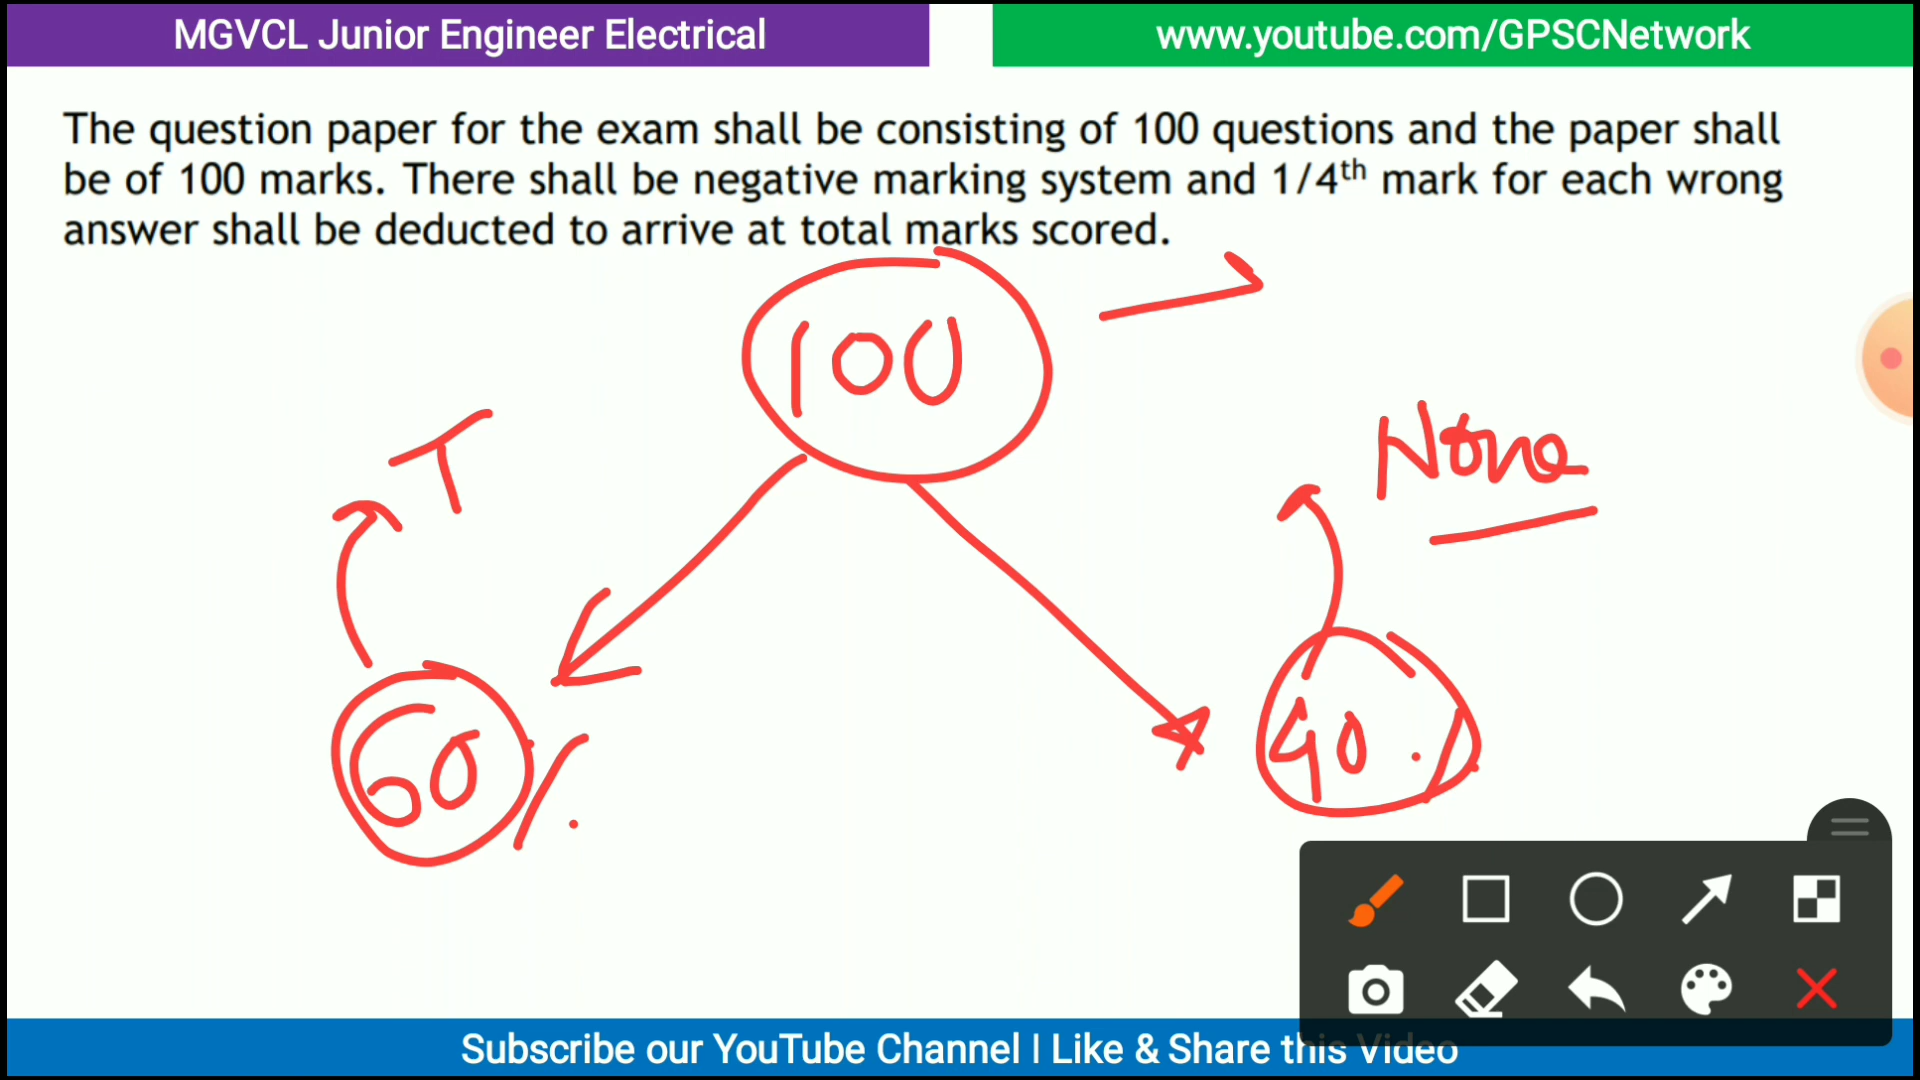 MGVCL Junior Engineer Electrical
www.youtube.com/GPSCNetwork
The question paper for the exam shall be consisting of 100 questions and the paper shall
be of 100 marks. There shall be negative marking system and 1/4th mark for each wrong
answer shall be deducted to arrive at total marks scored.
100
T
None
60%
40%
Subscribe our YouTube Channel | Like & Share this Video